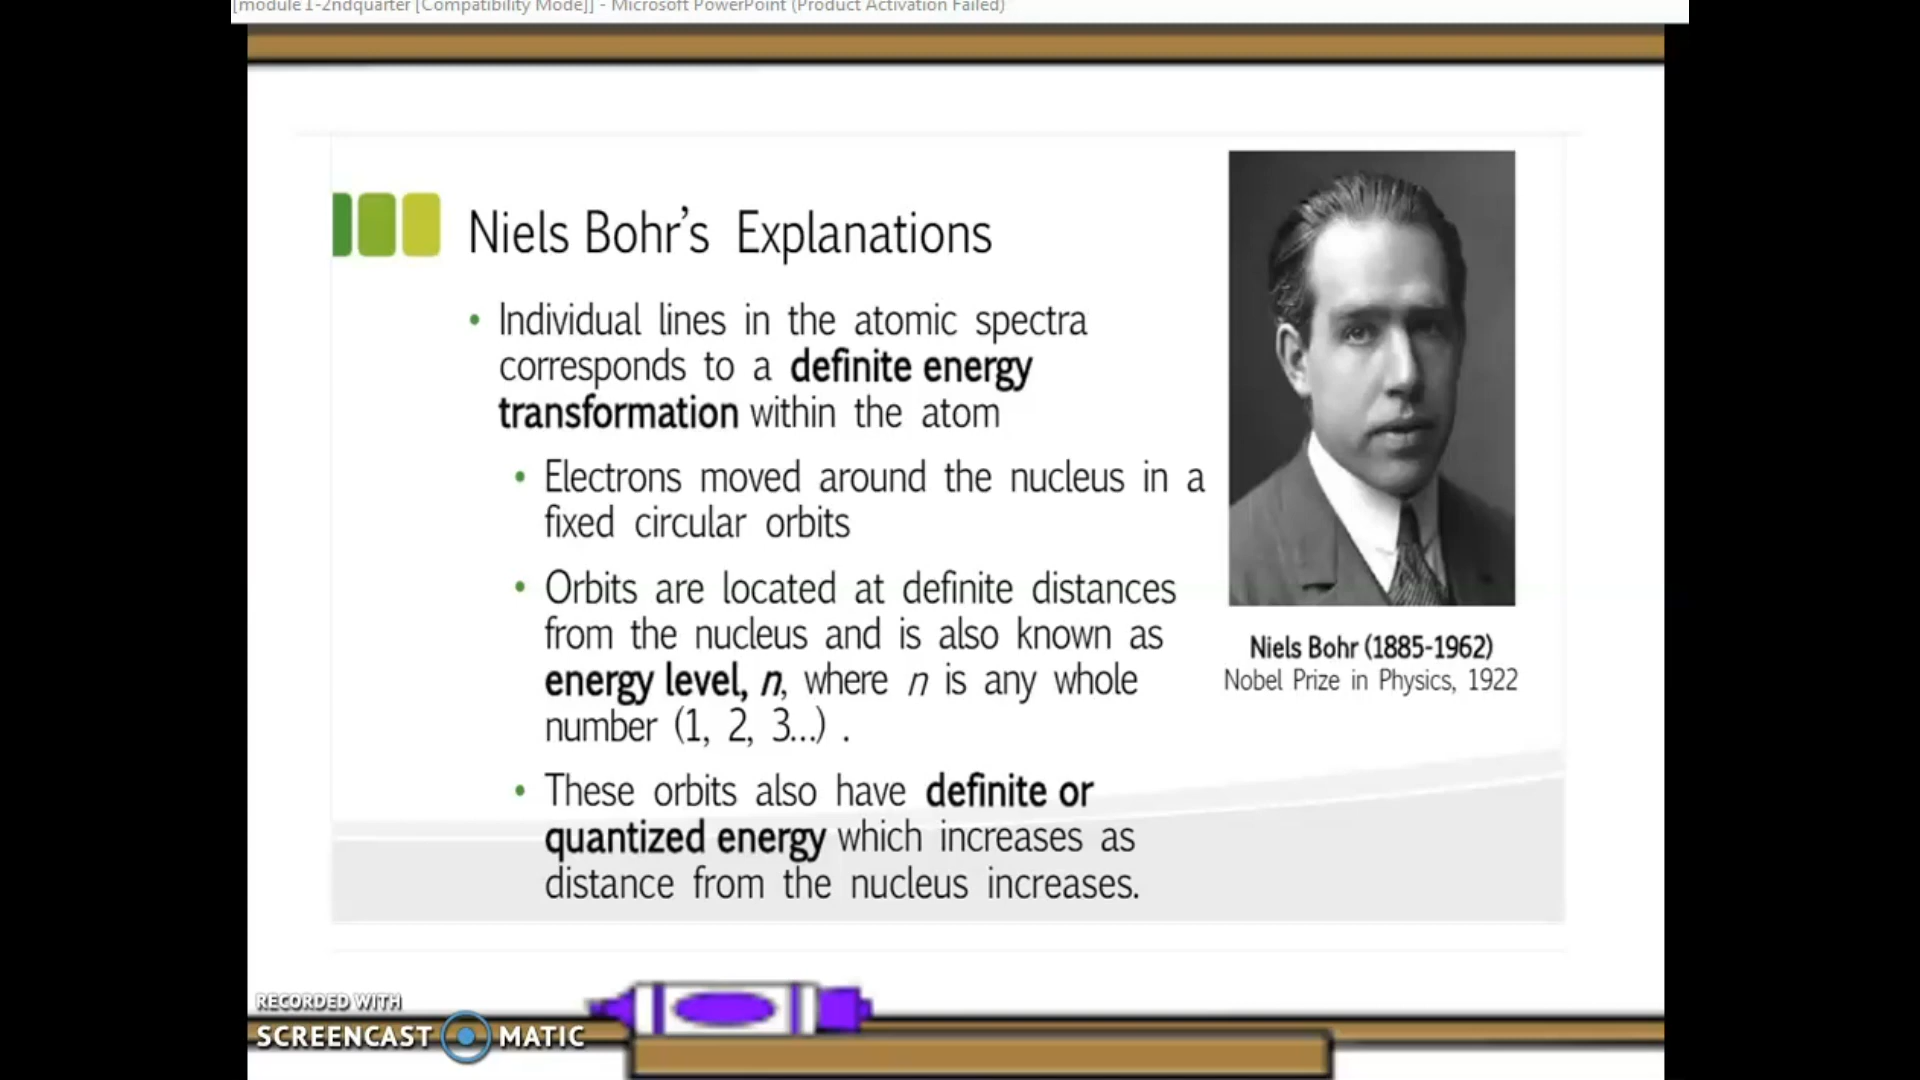 [module 1-2ndquarter [Compatibility Mode]] - Microsoft PowerPoint (Product Activation Failed)
Niels Bohr's Explanations
• Individual lines in the atomic spectra
corresponds to a definite energy
transformation within the atom
• Electrons moved around the nucleus in a
fixed circular orbits
• Orbits are located at definite distances
from the nucleus and is also known as
energy level, n, where n is any whole
number (1, 2, 3...) .
• These orbits also have definite or
quantized energy which increases as
distance from the nucleus increases.
Niels Bohr (1885-1962)
Nobel Prize in Physics, 1922
RECORDED WITH
SCREENCAST MATIC